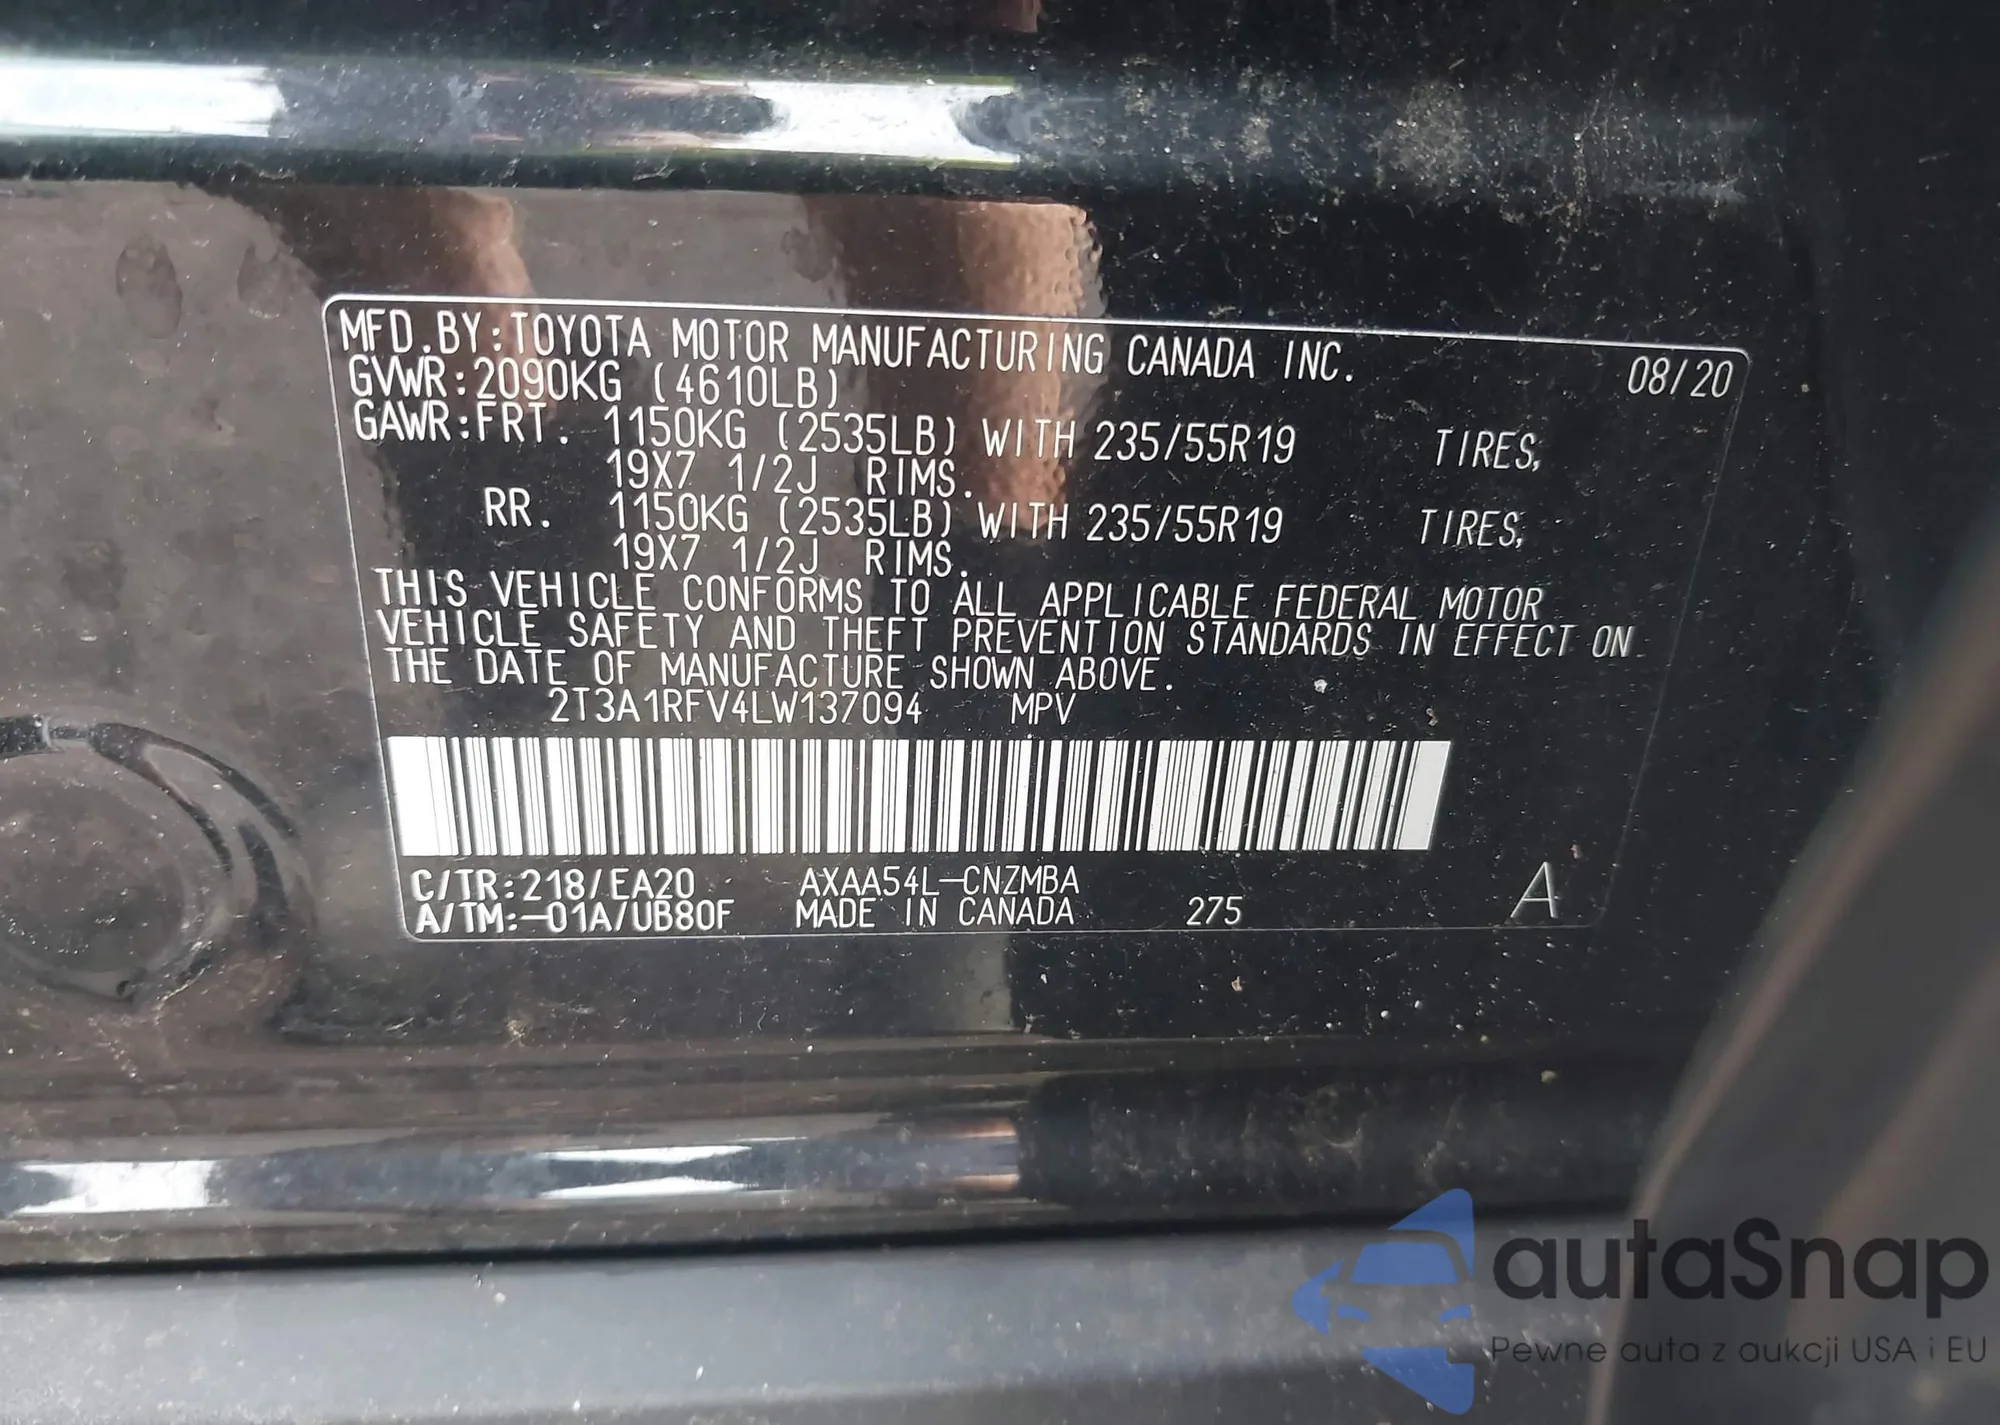 MFD.BY:TOYOTA MOTOR MANUFACTURING CANADA INC. 08/20
GVWR:2090KG (4610LB)
GAWR:FRT. 1150KG (2535LB) WITH 235/55R19 TIRES,
19X7 1/2J RIMS.
RR. 1150KG (2535LB) WITH 235/55R19 TIRES,
19X7 1/2J RIMS.
THIS VEHICLE CONFORMS TO ALL APPLICABLE FEDERAL MOTOR
VEHICLE SAFETY AND THEFT PREVENTION STANDARDS IN EFFECT ON
THE DATE OF MANUFACTURE SHOWN ABOVE.
2T3A1RFV4LW137094 MPV
C/TR:218/EA20 AXAA54L-CNZMBA
A/TM:-01A/UB80F MADE IN CANADA 275 A
autaSnap
Pewne auta z aukcji USA i EU